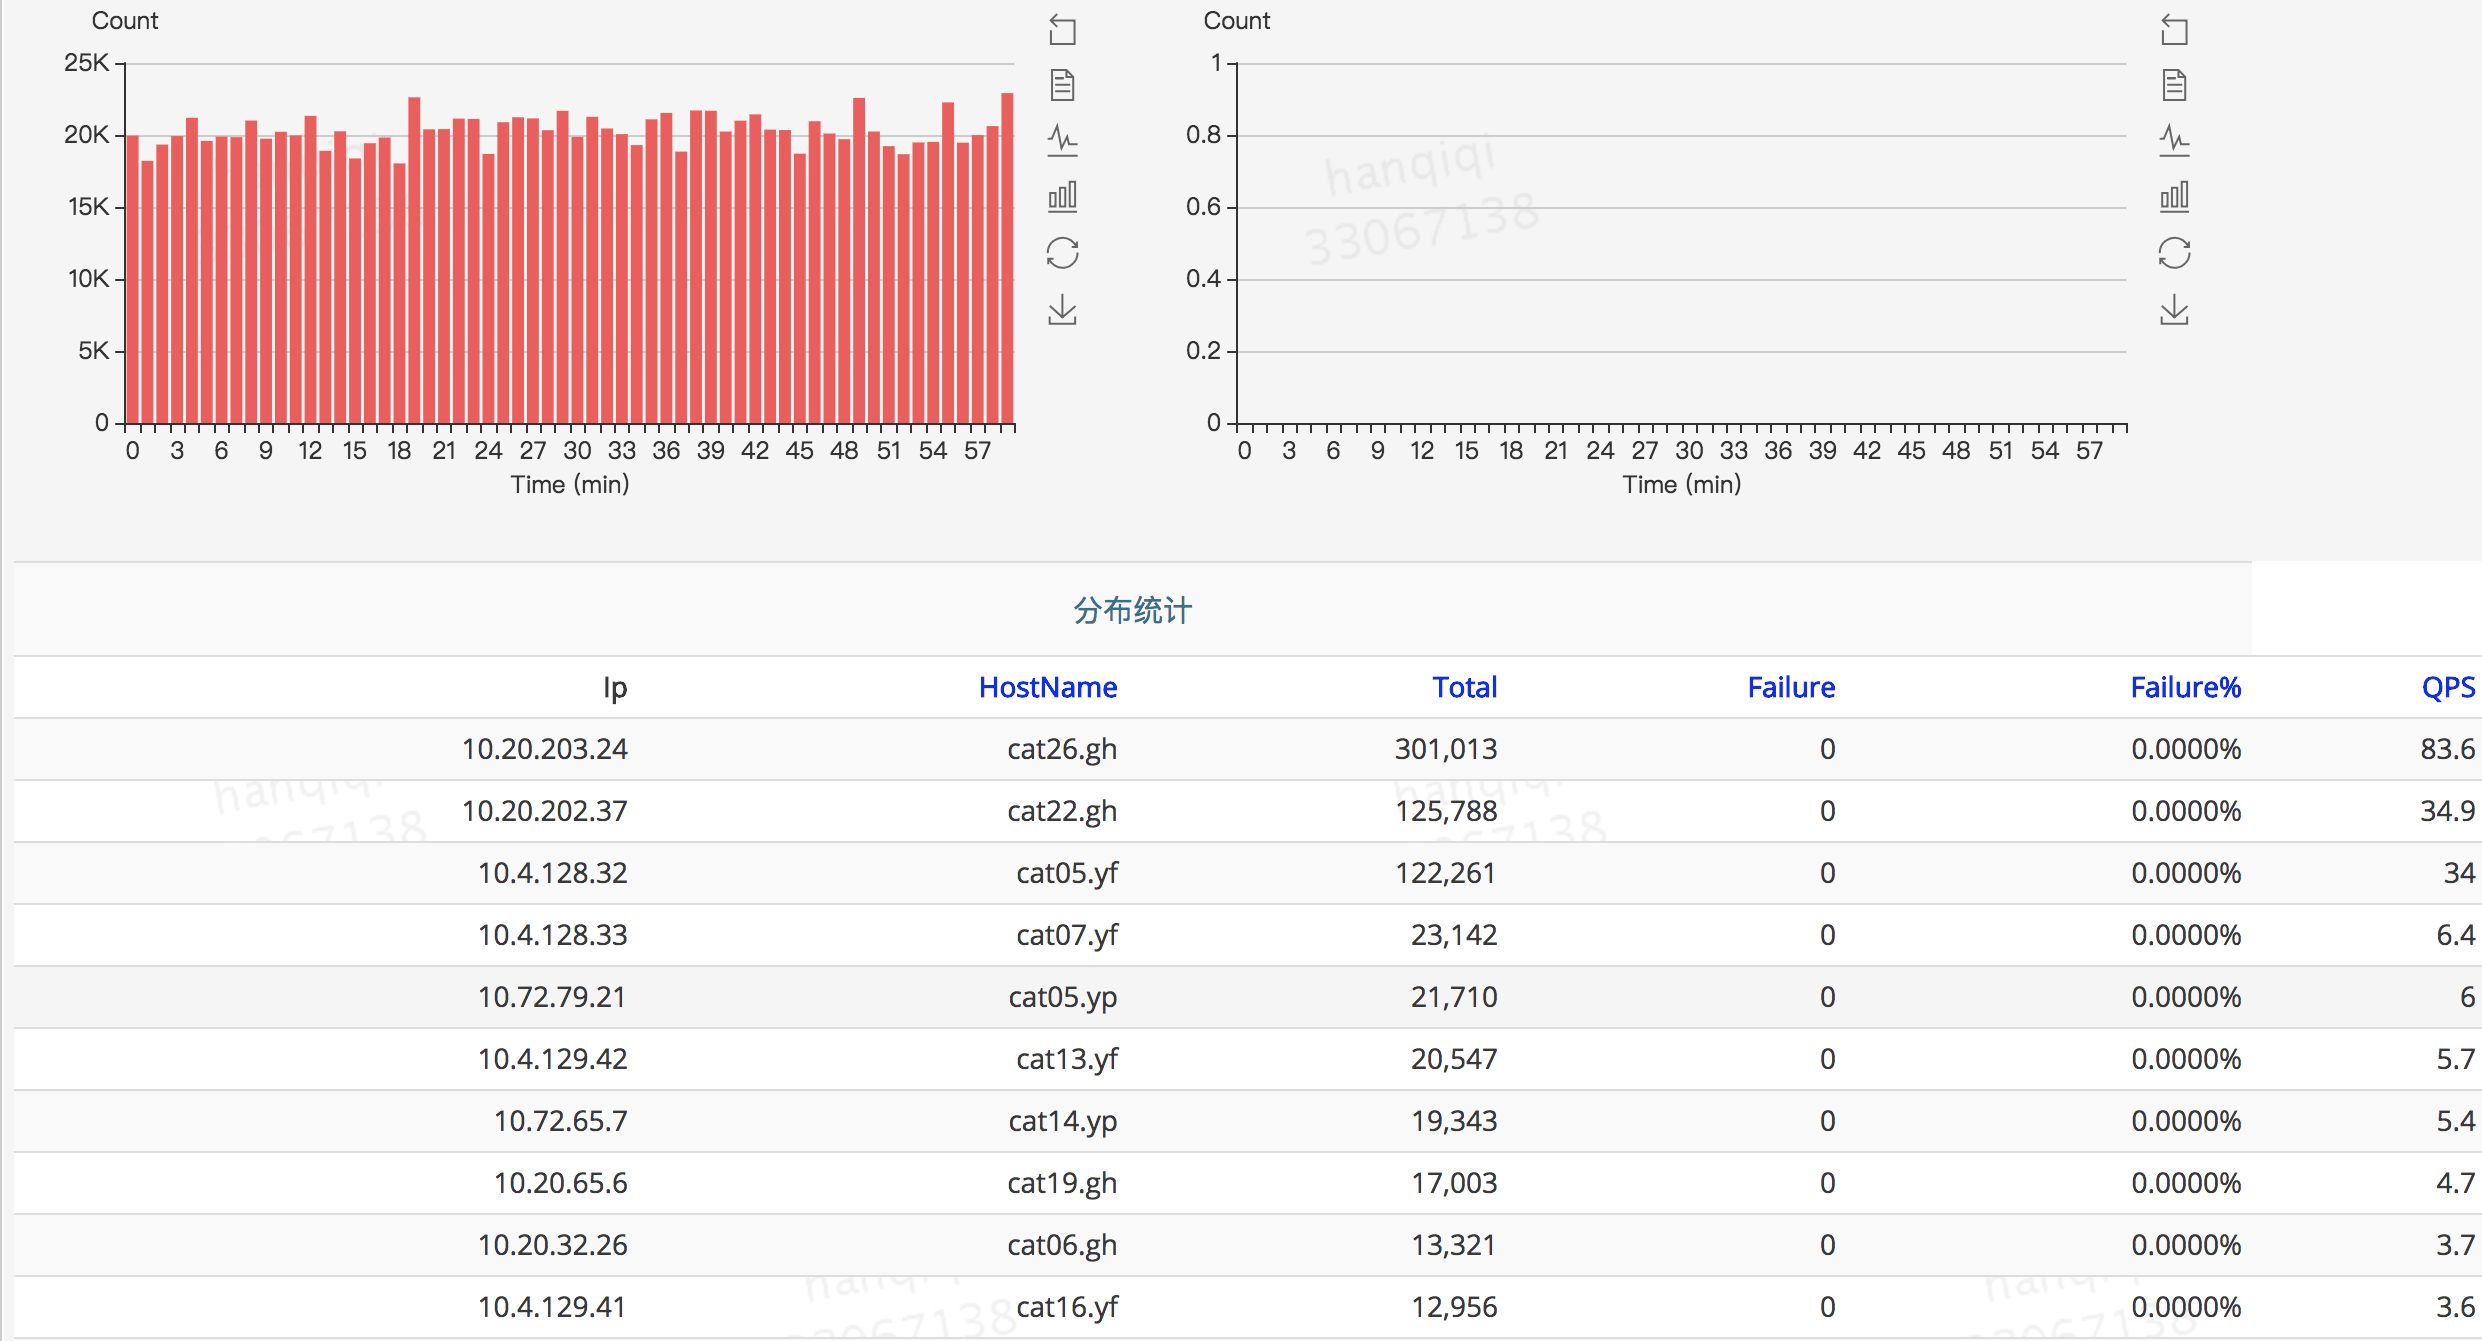 Count
25K
20K
15K
10K
5K
0
0 3 6 9 12 15 18 21 24 27 30 33 36 39 42 45 48 51 54 57
Time (min)
Count
1
0.8
0.6
0.4
0.2
0
0 3 6 9 12 15 18 21 24 27 30 33 36 39 42 45 48 51 54 57
Time (min)
hanqiqi
33067138
分布统计
Ip HostName Total Failure Failure% QPS
10.20.203.24 cat26.gh 301,013 0 0.0000% 83.6
10.20.202.37 cat22.gh 125,788 0 0.0000% 34.9
10.4.128.32 cat05.yf 122,261 0 0.0000% 34
10.4.128.33 cat07.yf 23,142 0 0.0000% 6.4
10.72.79.21 cat05.yp 21,710 0 0.0000% 6
10.4.129.42 cat13.yf 20,547 0 0.0000% 5.7
10.72.65.7 cat14.yp 19,343 0 0.0000% 5.4
10.20.65.6 cat19.gh 17,003 0 0.0000% 4.7
10.20.32.26 cat06.gh 13,321 0 0.0000% 3.7
10.4.129.41 cat16.yf 12,956 0 0.0000% 3.6